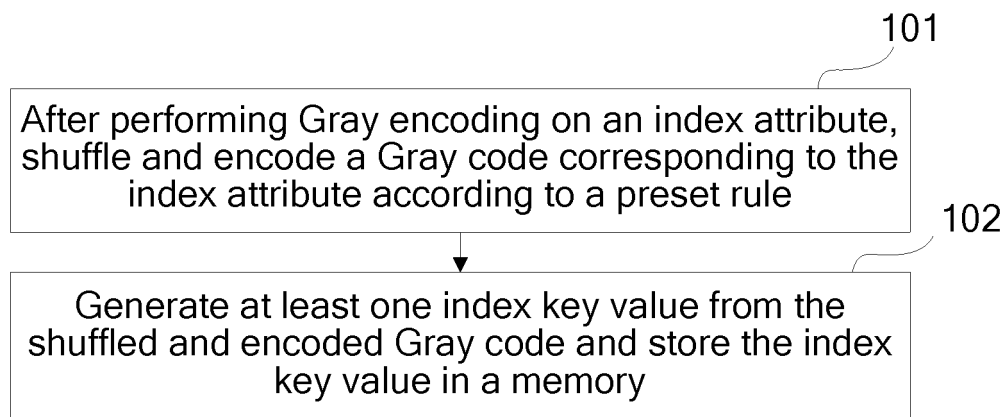 101
After performing Gray encoding on an index attribute,
shuffle and encode a Gray code corresponding to the
index attribute according to a preset rule
102
Generate at least one index key value from the
shuffled and encoded Gray code and store the index
key value in a memory